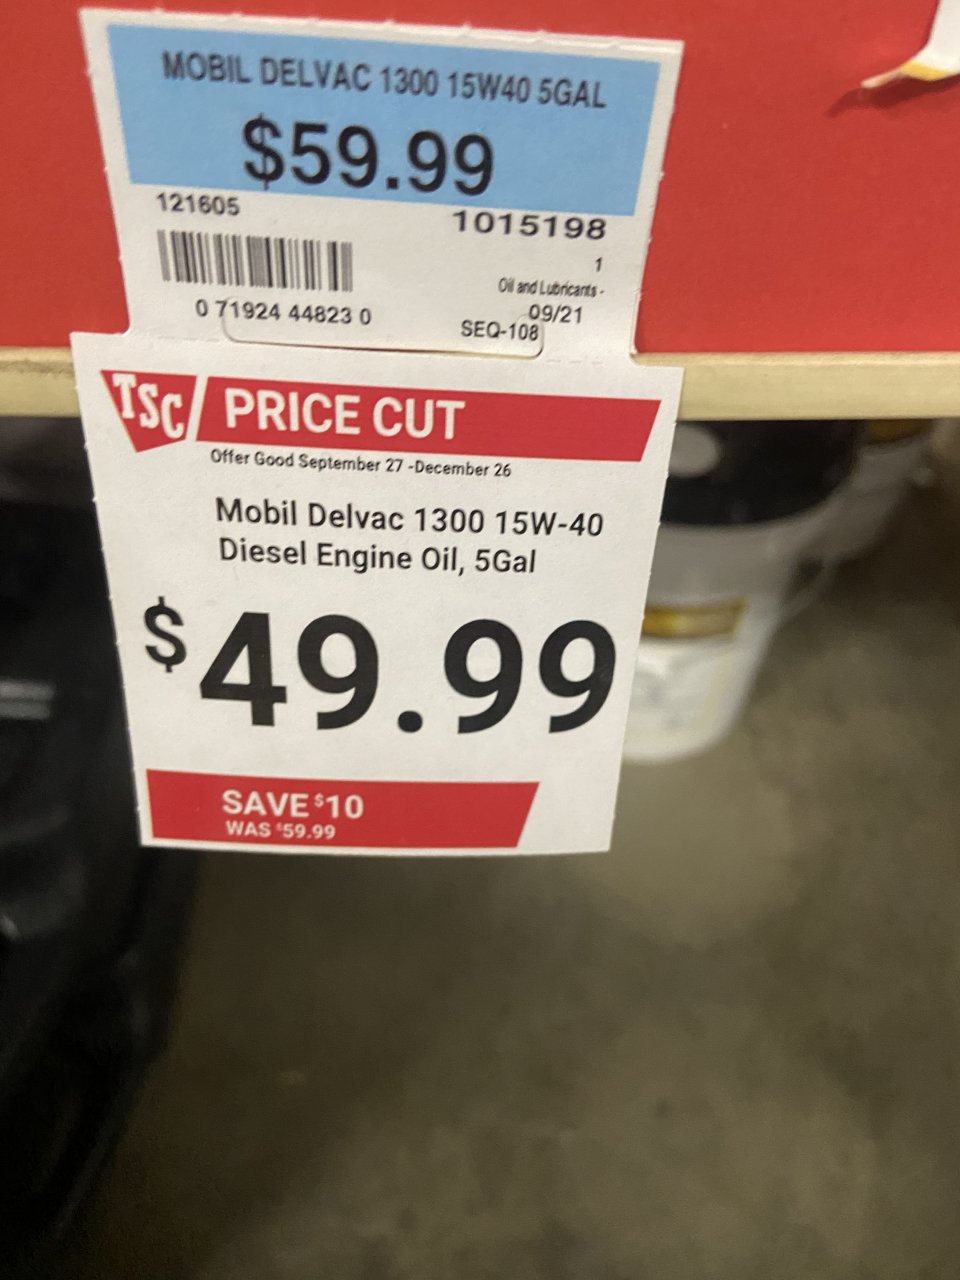 MOBIL DELVAC 1300 15W40 5GAL
$59.99
121605
1015198
1
Oil and Lubricants -
0 71924 44823 0
09/21
SEQ-108
TSC PRICE CUT
Offer Good September 27 -December 26
Mobil Delvac 1300 15W-40
Diesel Engine Oil, 5Gal
$49.99
SAVE $10
WAS $59.99